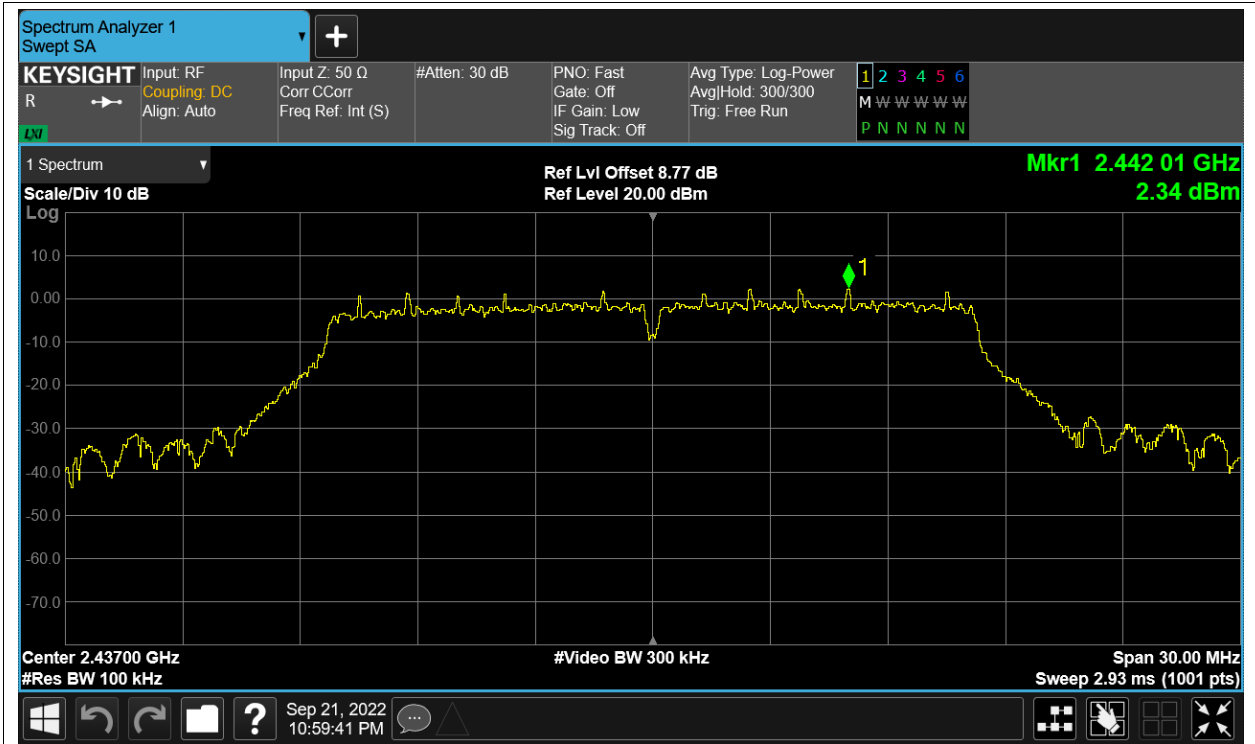 Spectrum Analyzer 1
Swept SA
KEYSIGHT
R
LXI
Input: RF
Coupling: DC
Align: Auto
Input Z: 50 Ω
Corr CCorr
Freq Ref: Int (S)
#Atten: 30 dB
PNO: Fast
Gate: Off
IF Gain: Low
Sig Track: Off
Avg Type: Log-Power
Avg|Hold: 300/300
Trig: Free Run
1 2 3 4 5 6
M W W W W W
P N N N N N
1 Spectrum
Scale/Div 10 dB
Ref Lvl Offset 8.77 dB
Ref Level 20.00 dBm
Mkr1 2.442 01 GHz
2.34 dBm
Log
10.0
0.00
-10.0
-20.0
-30.0
-40.0
-50.0
-60.0
-70.0
1
Center 2.43700 GHz
#Video BW 300 kHz
Span 30.00 MHz
#Res BW 100 kHz
Sweep 2.93 ms (1001 pts)
?
Sep 21, 2022
10:59:41 PM